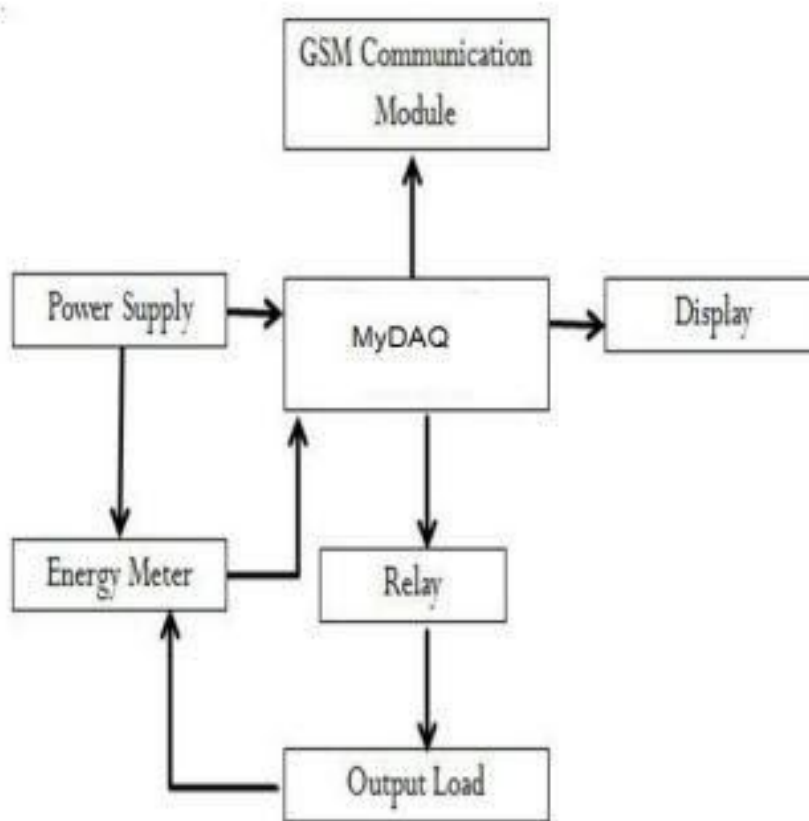 GSM Communication
Module
Power Supply
MyDAQ
Display
Energy Meter
Relay
Output Load